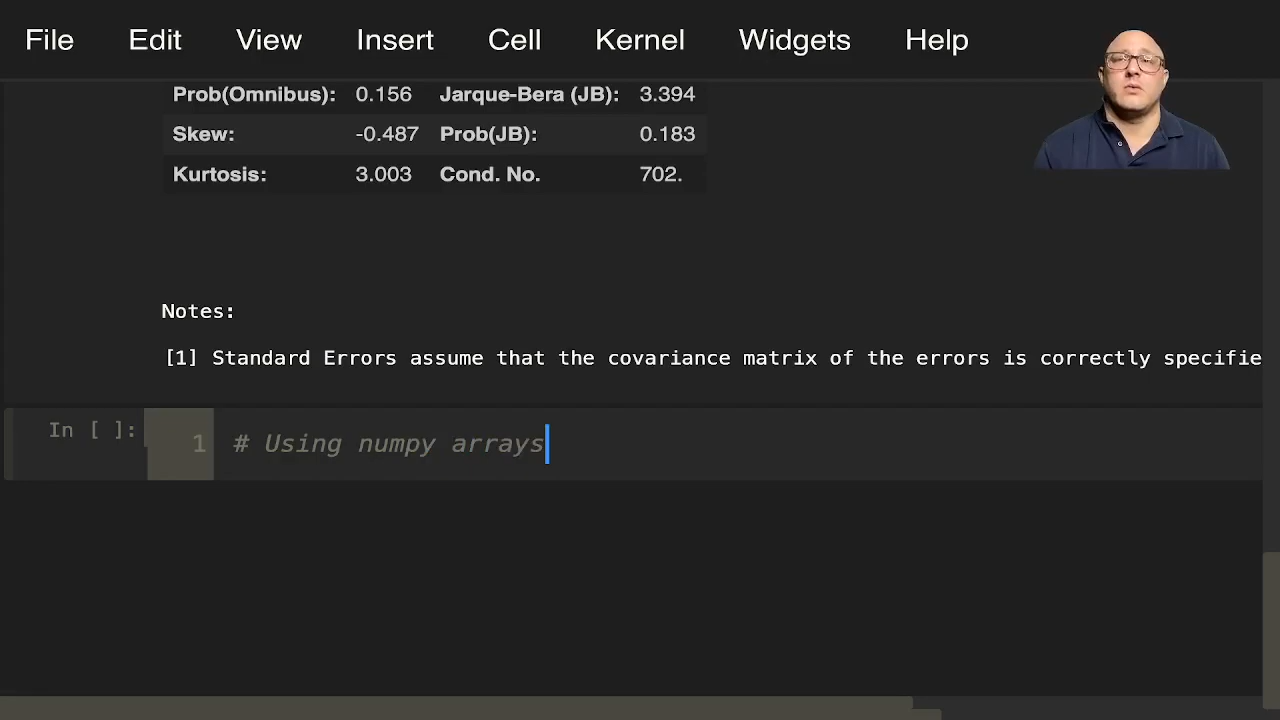 File Edit View Insert Cell Kernel Widgets Help
Prob(Omnibus): 0.156 Jarque-Bera (JB): 3.394
Skew: -0.487 Prob(JB): 0.183
Kurtosis: 3.003 Cond. No. 702.
Notes:
[1] Standard Errors assume that the covariance matrix of the errors is correctly specifie
In [ ]: 1 # Using numpy arrays